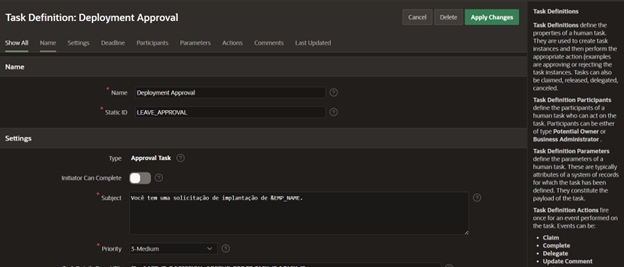 Task Definition: Deployment Approval
Cancel
Delete
Apply Changes
Show All
Name
Settings
Deadline
Participants
Parameters
Actions
Comments
Last Updated
Name
* Name
Deployment Approval
* Static ID
LEAVE_APPROVAL
Settings
Type
Approval Task
Initiator Can Complete
* Subject
Você tem uma solicitação de implantação de &EMP_NAME.
* Priority
3-Medium
Task Definitions
Task Definitions define the
properties of a human task.
They are used to create task
instances and then perform the
appropriate action (examples
are approving or rejecting the
task instances. Tasks can also
be claimed, released, delegated,
canceled.
Task Definition Participants
define the participants of a
human task who can act on the
task. Participants can be either
of type Potential Owner or
Business Administrator .
Task Definition Parameters
define the parameters of a
human task. These are typically
attributes of a system of records
for which the task has been
defined. They constitute the
payload of the task.
Task Definition Actions fire
once for an event performed on
the task. Events can be:
• Claim
• Complete
• Delegate
• Update Comment